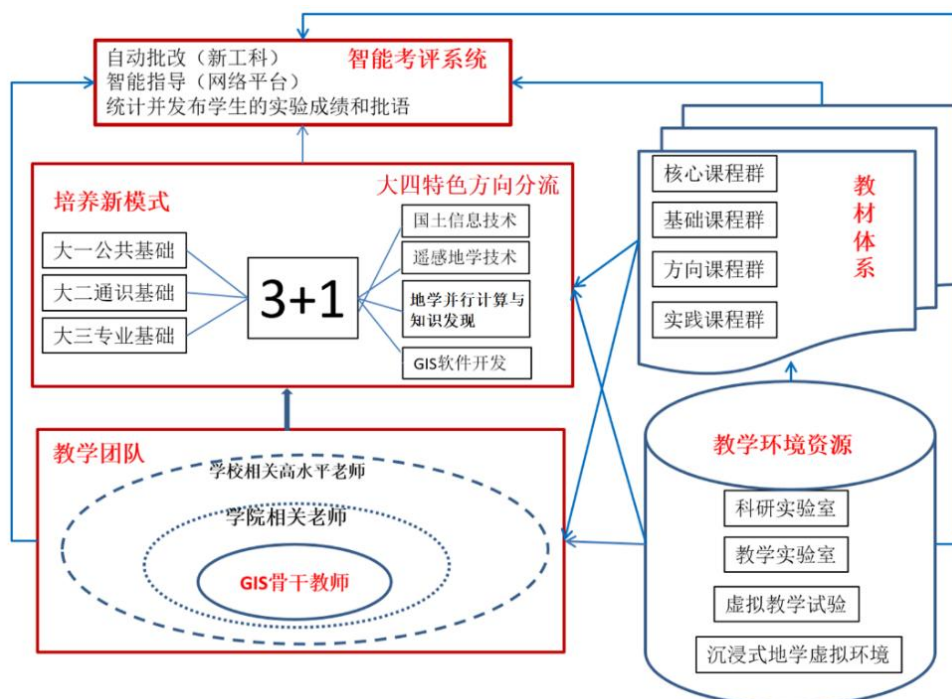 自动批改（新工科）
智能考评系统
智能指导（网络平台）
统计并发布学生的实验成绩和批语
大四特色方向分流
培养新模式
大一公共基础
大二通识基础
大三专业基础
3+1
国土信息技术
遥感地学技术
地学并行计算与
知识发现
GIS软件开发
教材体系
核心课程群
基础课程群
方向课程群
实践课程群
教学团队
学校相关高水平老师
学院相关老师
GIS骨干教师
教学环境资源
科研实验室
教学实验室
虚拟教学试验
沉浸式地学虚拟环境